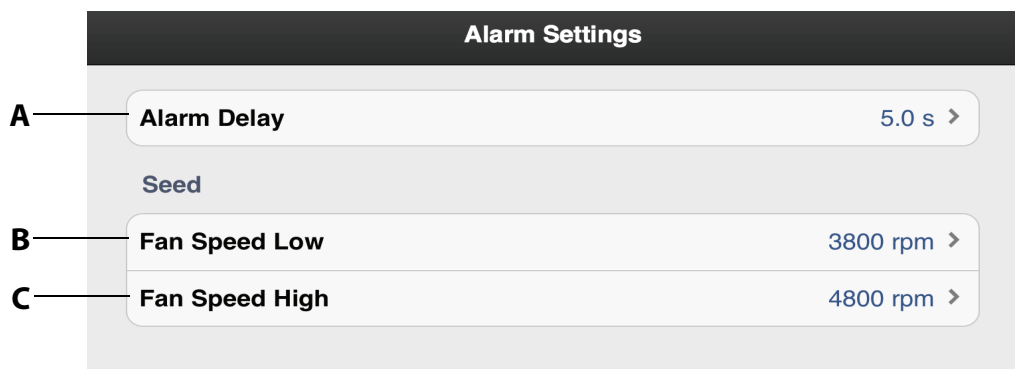 Alarm Settings
A Alarm Delay 5.0 s
Seed
B Fan Speed Low 3800 rpm
C Fan Speed High 4800 rpm